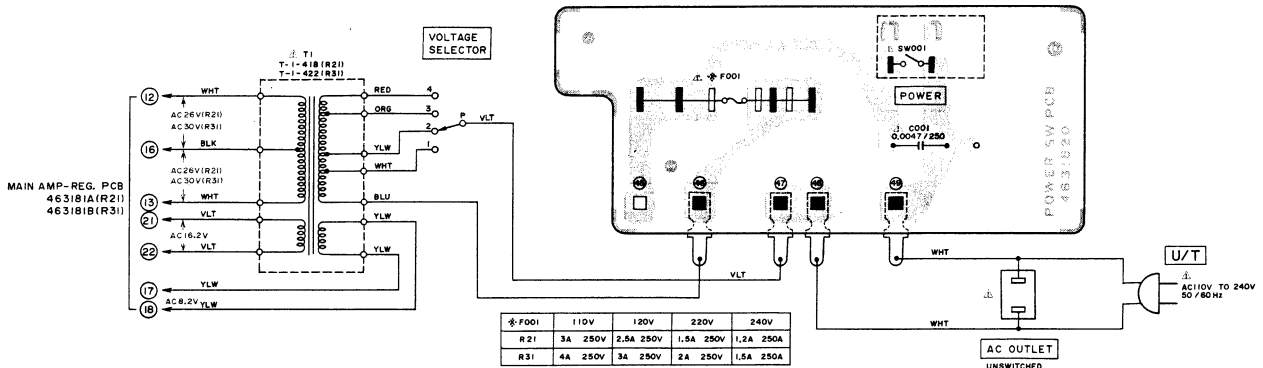 VOLTAGE
SELECTOR
⚠ T1
T-1-418(R21)
T-1-422(R31)
WHT
RED
4
12
ORG
3
AC26V(R21)
AC30V(R31)
2
P
VLT
16
BLK
YLW
1
WHT
AC26V(R21)
AC30V(R31)
MAIN AMP-REG. PCB
463181A(R21)
463181B(R31)
13
WHT
BLU
21
VLT
YLW
AC16.2V
22
VLT
YLW
17
YLW
18
AC8.2V
YLW
⚠ F001
⚠ SW001
POWER
⚠ C001
0.0047/250
POWER SW PCB
463820
46
47
48
49
VLT
WHT
WHT
⚠
AC OUTLET
UNSWITCHED
U/T
⚠
AC110V TO 240V
50/60Hz
F001 110V 120V 220V 240V
R21 3A 250V 2.5A 250V 1.5A 250V 1.2A 250A
R31 4A 250V 3A 250V 2A 250V 1.5A 250A